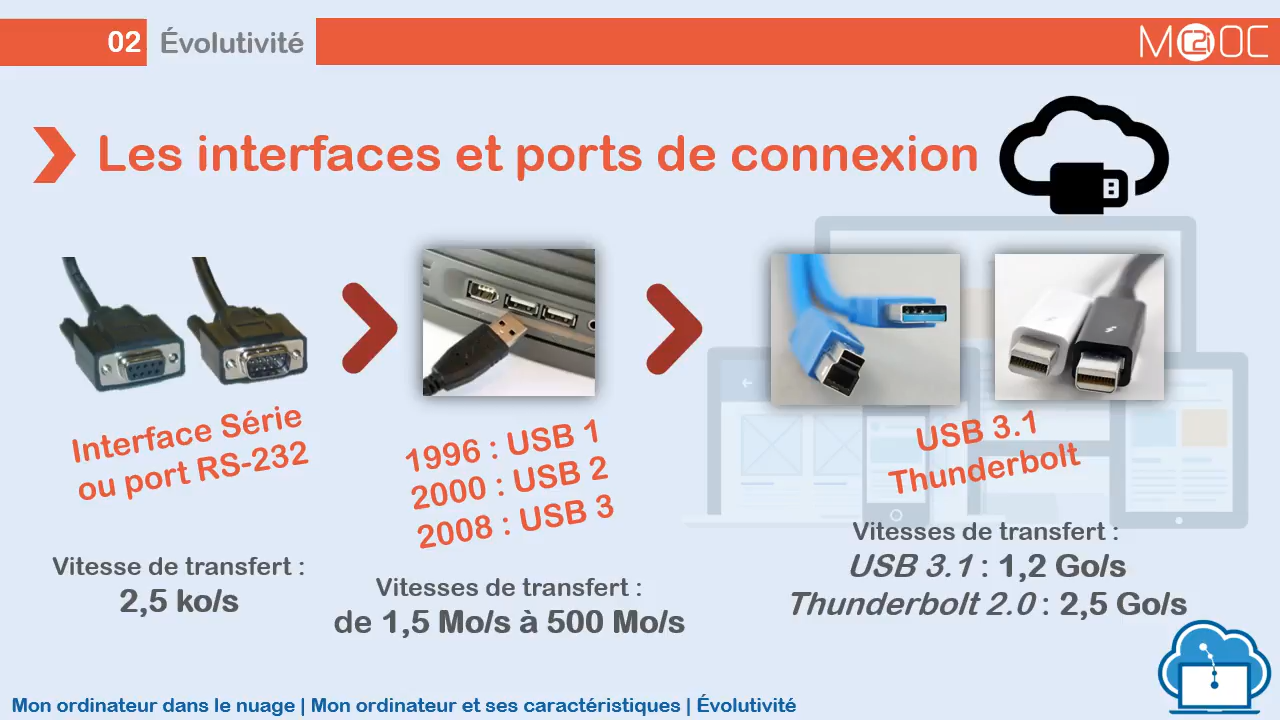 02 Évolutivité
M C2i OC
Les interfaces et ports de connexion
Interface Série
ou port RS-232
Vitesse de transfert :
2,5 ko/s
1996 : USB 1
2000 : USB 2
2008 : USB 3
Vitesses de transfert :
de 1,5 Mo/s à 500 Mo/s
USB 3.1
Thunderbolt
Vitesses de transfert :
USB 3.1 : 1,2 Go/s
Thunderbolt 2.0 : 2,5 Go/s
Mon ordinateur dans le nuage | Mon ordinateur et ses caractéristiques | Évolutivité